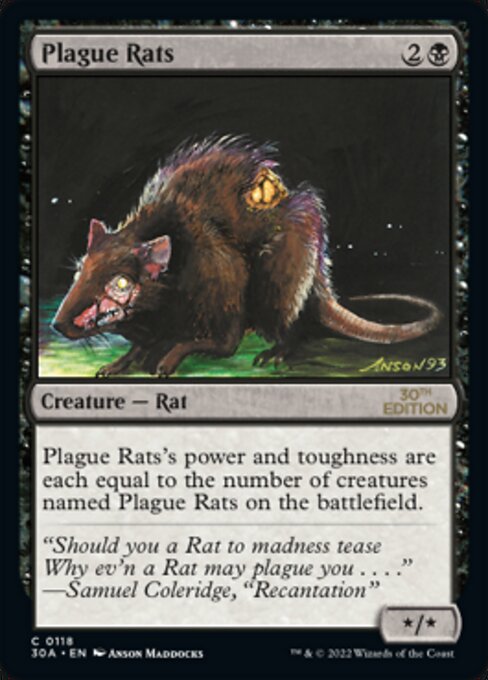 Plague Rats 2
ANSON 93
Creature — Rat
30TH
EDITION
Plague Rats's power and toughness are
each equal to the number of creatures
named Plague Rats on the battlefield.
“Should you a Rat to madness tease
Why ev'n a Rat may plague you . . . .”
—Samuel Coleridge, “Recantation”
★/★
C 0118
30A • EN Anson Maddocks
™ & © 2022 Wizards of the Coast